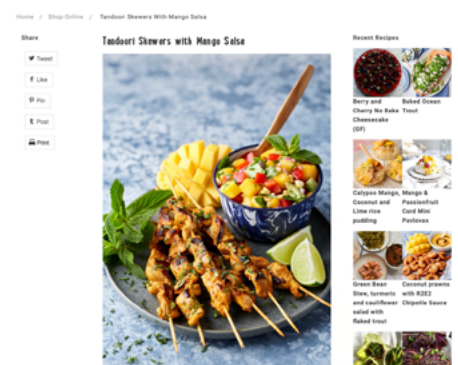 Home / Shop Online / Tandoori Skewers With Mango Salsa
Share
Tweet
Like
Pin
Post
Print
Tandoori Skewers with Mango Salsa
Recent Recipes
Berry and Cherry No Bake Cheesecake (GF)
Baked Ocean Trout
Calypso Mango, Coconut and Lime rice pudding
Mango & Passionfruit Curd Mini Pavlovas
Green Bean Slaw, turmeric and cauliflower salad with flaked trout
Coconut prawns with R2E2 Chipotle Sauce